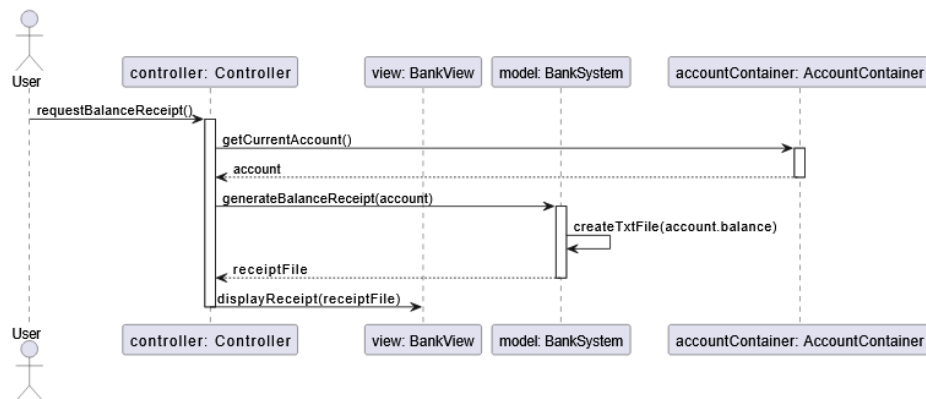 User
controller: Controller
view: BankView
model: BankSystem
accountContainer: AccountContainer
requestBalanceReceipt()
getCurrentAccount()
account
generateBalanceReceipt(account)
createTxtFile(account.balance)
receiptFile
displayReceipt(receiptFile)
User
controller: Controller
view: BankView
model: BankSystem
accountContainer: AccountContainer